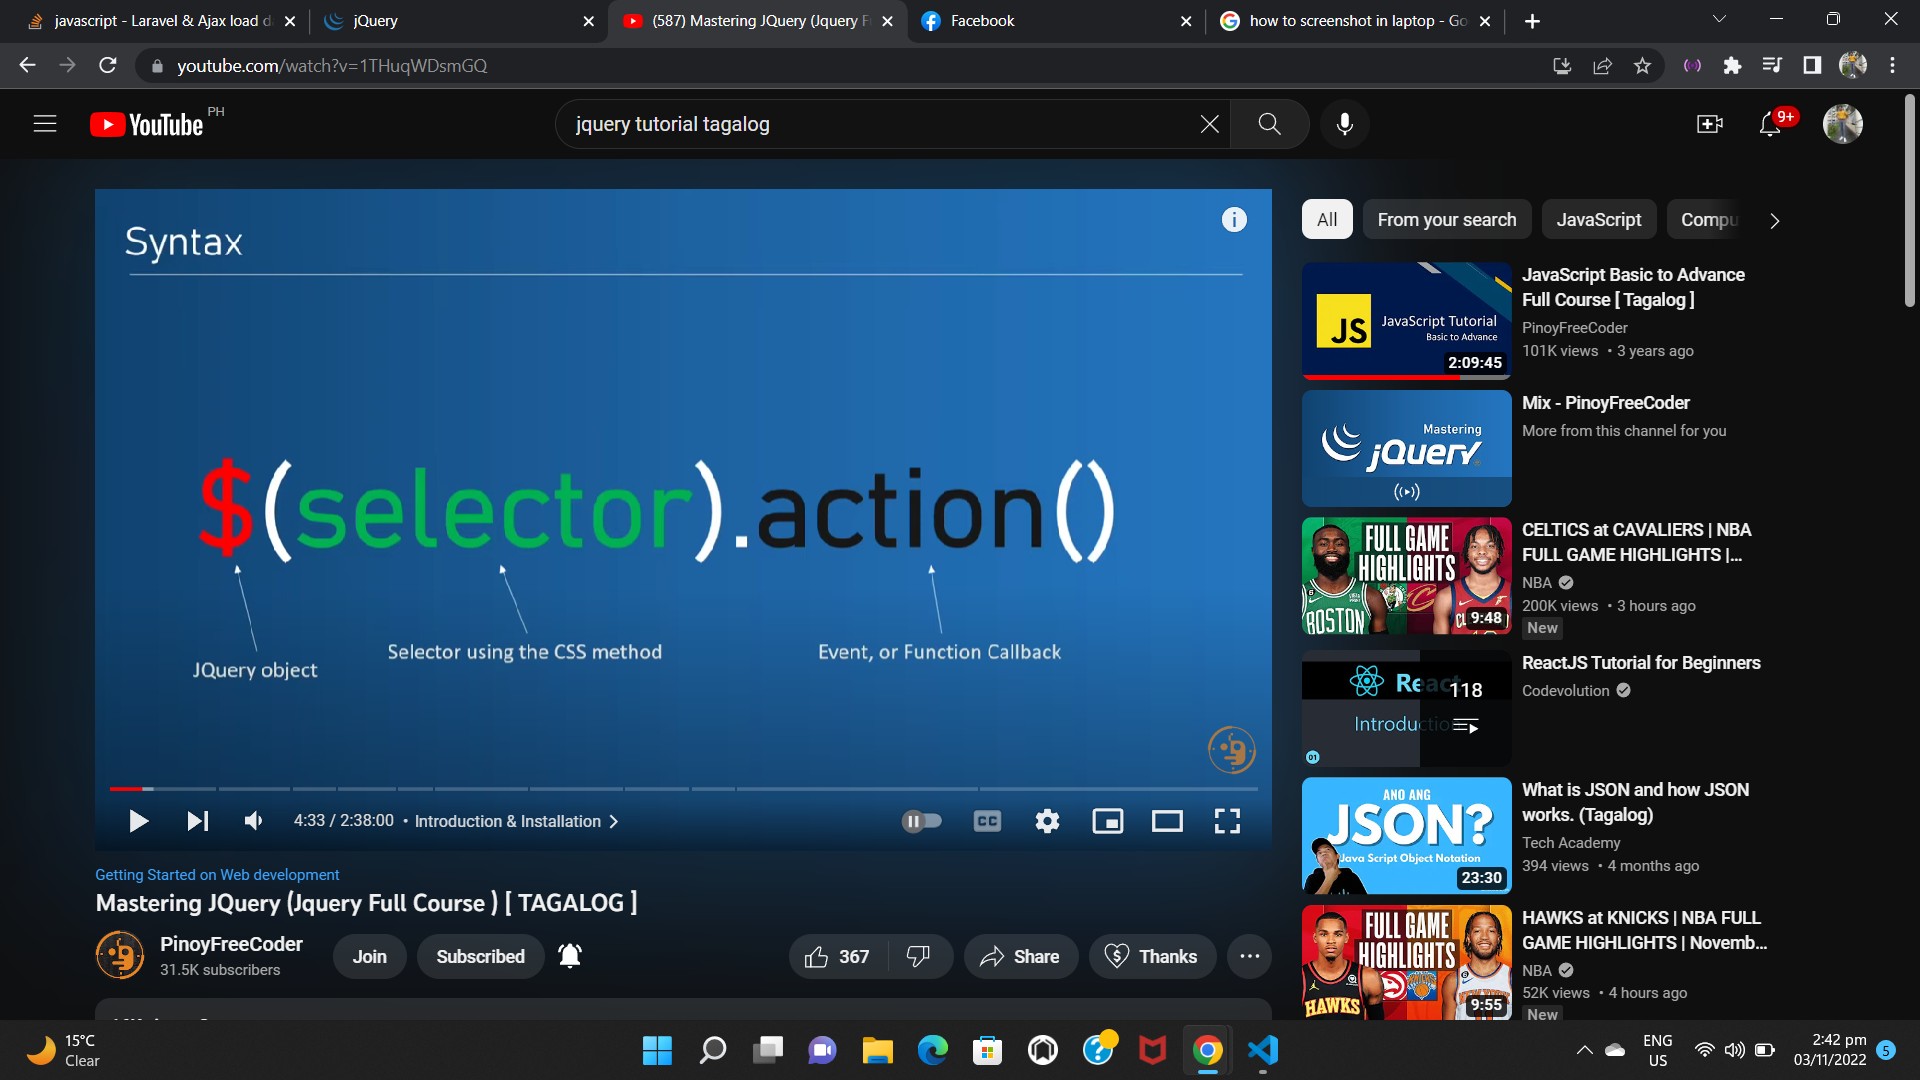 javascript - Laravel & Ajax load d
jQuery
(587) Mastering JQuery (Jquery F
Facebook
how to screenshot in laptop - Go
youtube.com/watch?v=1THuqWDsmGQ
YouTube PH
jquery tutorial tagalog
9+
Syntax
$(selector).action()
JQuery object
Selector using the CSS method
Event, or Function Callback
4:33 / 2:38:00 • Introduction & Installation
CC
Getting Started on Web development
Mastering JQuery (Jquery Full Course ) [ TAGALOG ]
PinoyFreeCoder
31.5K subscribers
Join
Subscribed
367
Share
Thanks
All
From your search
JavaScript
Compu
JS
JavaScript Tutorial
Basic to Advance
2:09:45
JavaScript Basic to Advance
Full Course [ Tagalog ]
PinoyFreeCoder
101K views • 3 years ago
Mastering
jQuery
Mix - PinoyFreeCoder
More from this channel for you
FULL GAME
HIGHLIGHTS
BOSTON
9:48
CELTICS at CAVALIERS | NBA
FULL GAME HIGHLIGHTS |...
NBA
200K views • 3 hours ago
New
React
118
Introduction
01
ReactJS Tutorial for Beginners
Codevolution
ANO ANG
JSON?
Java Script Object Notation
23:30
What is JSON and how JSON
works. (Tagalog)
Tech Academy
394 views • 4 months ago
FULL GAME
HIGHLIGHTS
HAWKS
9:55
HAWKS at KNICKS | NBA FULL
GAME HIGHLIGHTS | Novemb...
NBA
52K views • 4 hours ago
New
15°C
Clear
ENG
US
2:42 pm
03/11/2022
5